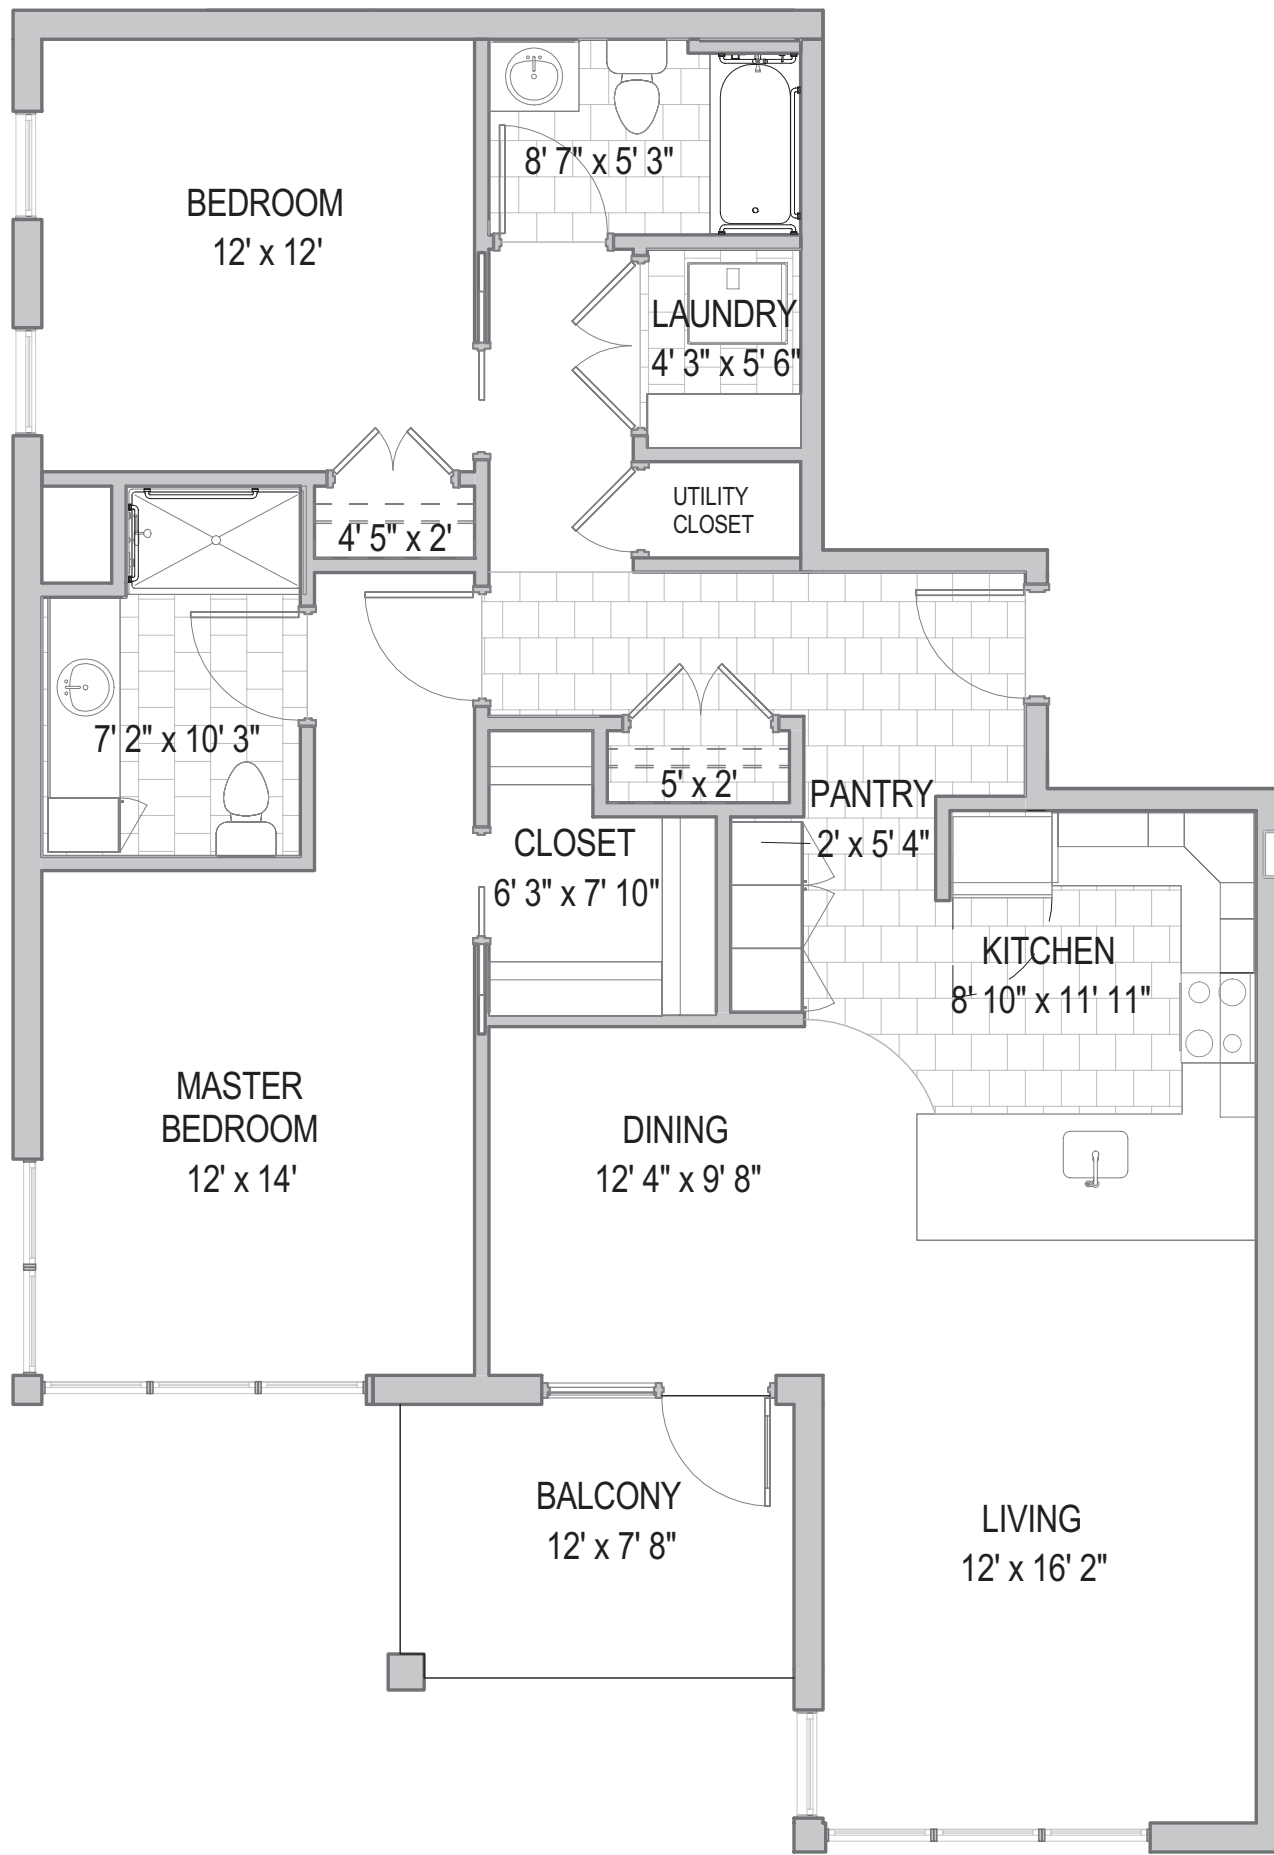 8' 7" x 5' 3"
BEDROOM
12' x 12'
LAUNDRY
4' 3" x 5' 6"
UTILITY
CLOSET
4' 5" x 2'
7' 2" x 10' 3"
5' x 2'
PANTRY
2' x 5' 4"
CLOSET
6' 3" x 7' 10"
KITCHEN
8' 10" x 11' 11"
MASTER
BEDROOM
12' x 14'
DINING
12' 4" x 9' 8"
BALCONY
12' x 7' 8"
LIVING
12' x 16' 2"